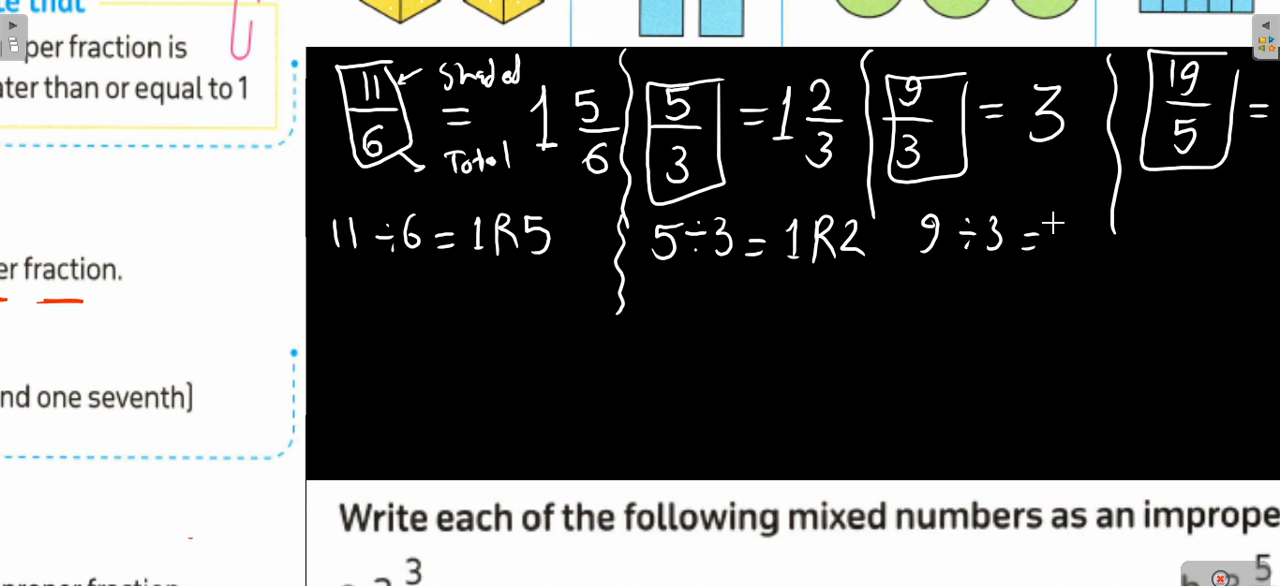 te that
per fraction is
ater than or equal to 1
er fraction.
nd one seventh)
11/6 = 1 5/6
Shaded
Total
5/3 = 1 2/3
9/3 = 3
19/5 =
11 ÷ 6 = 1R5
5 ÷ 3 = 1R2
9 ÷ 3 =
Write each of the following mixed numbers as an imprope
3
5